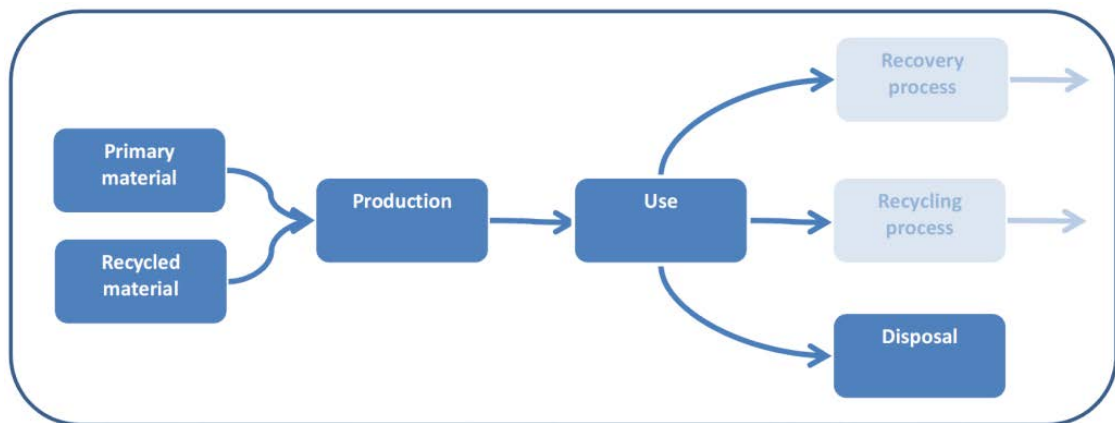 Primary
material
Recycled
material
Production
Use
Recovery
process
Recycling
process
Disposal